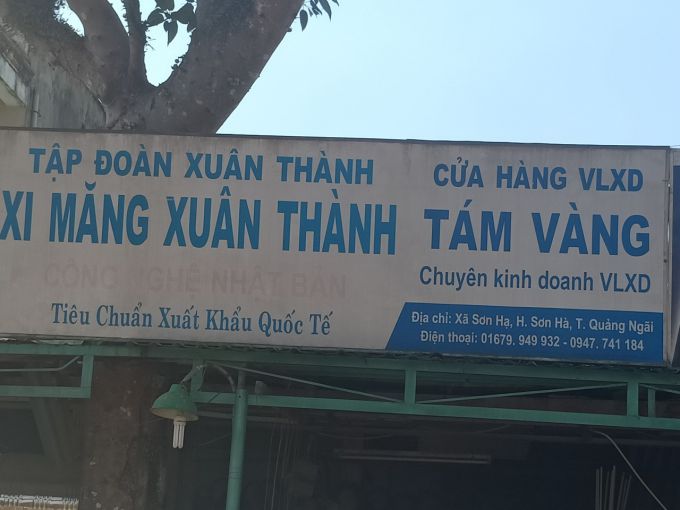 TẬP ĐOÀN XUÂN THÀNH
XI MĂNG XUÂN THÀNH
CÔNG NGHỆ NHẬT BẢN
Tiêu Chuẩn Xuất Khẩu Quốc Tế
CỬA HÀNG VLXD
TÁM VÀNG
Chuyên kinh doanh VLXD
Địa chỉ: Xã Sơn Hạ, H. Sơn Hà, T. Quảng Ngãi
Điện thoại: 01679. 949 932 - 0947. 741 184